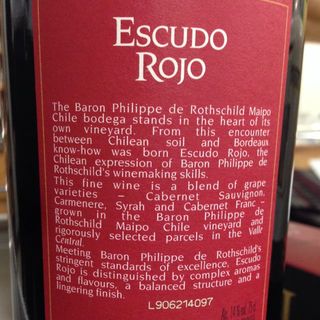 ESCUDO
ROJO
The Baron Philippe de Rothschild Maipo
Chile bodega stands in the heart of its
own vineyard. From this encounter
between Chilean soil and Bordeaux
know-how was born Escudo Rojo, the
Chilean expression of Baron Philippe de
Rothschild's winemaking skills.
This fine wine is a blend of grape
varieties – Cabernet Sauvignon,
Carmenere, Syrah and Cabernet Franc –
grown in the Baron Philippe de
Rothschild Maipo Chile vineyard and
rigorously selected parcels in the Valle
Central.
Meeting Baron Philippe de Rothschild's
stringent standards of excellence, Escudo
Rojo is distinguished by complex aromas
and flavours, a balanced structure and a
lingering finish.
L906214097